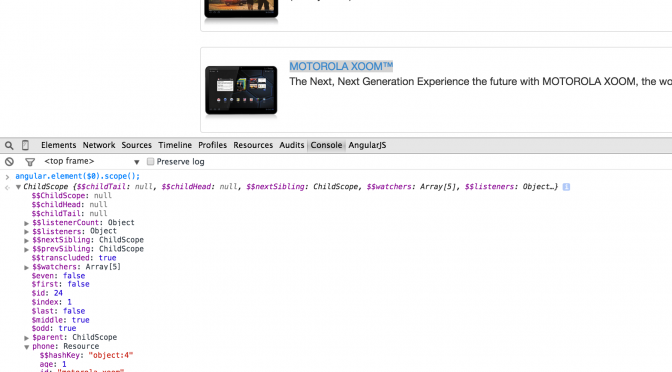 MOTOROLA XOOM™
The Next, Next Generation Experience the future with MOTOROLA XOOM, the wo
Elements Network Sources Timeline Profiles Resources Audits Console AngularJS
<top frame> ▼ Preserve log
> angular.element($0).scope();
ChildScope {$$childTail: null, $$childHead: null, $$nextSibling: ChildScope, $$watchers: Array[5], $$listeners: Object…}
$$ChildScope: null
$$childHead: null
$$childTail: null
$$listenerCount: Object
$$listeners: Object
$$nextSibling: ChildScope
$$prevSibling: ChildScope
$$transcluded: true
$$watchers: Array[5]
$even: false
$first: false
$id: 24
$index: 1
$last: false
$middle: true
$odd: true
$parent: ChildScope
phone: Resource
$$hashKey: "object:4"
age: 1
id: "motorola-xoom"